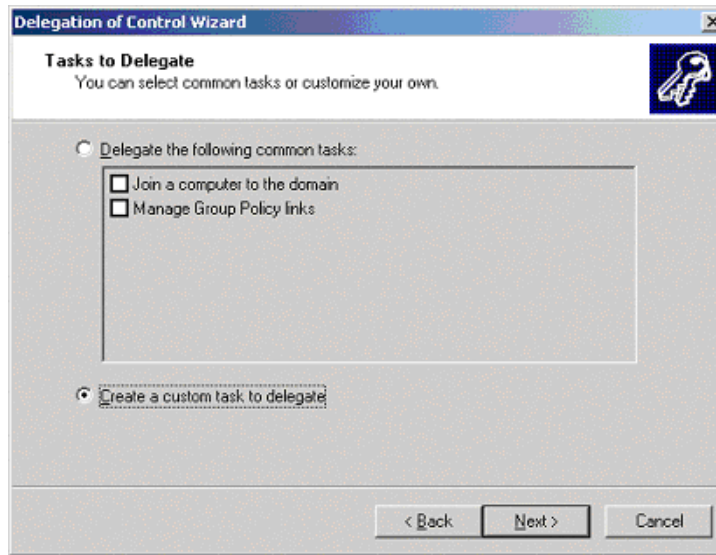 Delegation of Control Wizard
Tasks to Delegate
You can select common tasks or customize your own.
Delegate the following common tasks:
Join a computer to the domain
Manage Group Policy links
Create a custom task to delegate
< Back
Next >
Cancel